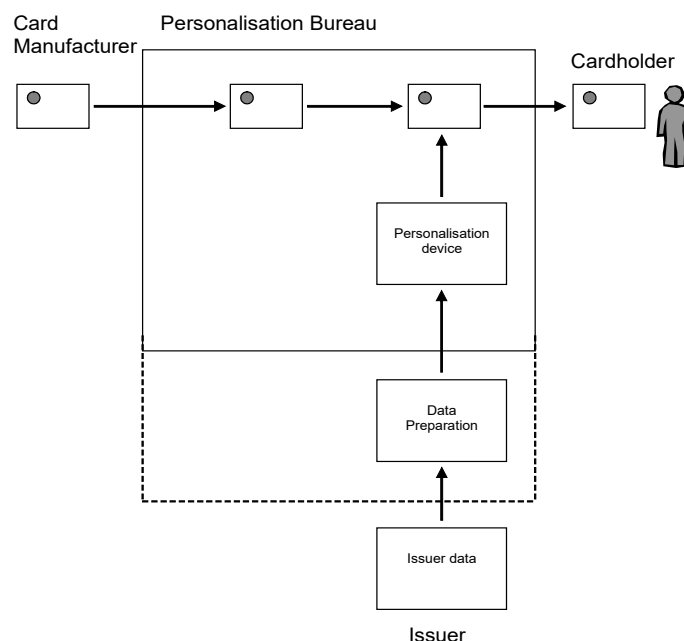 Card
Manufacturer
Personalisation Bureau
Cardholder
Personalisation
device
Data
Preparation
Issuer data
Issuer